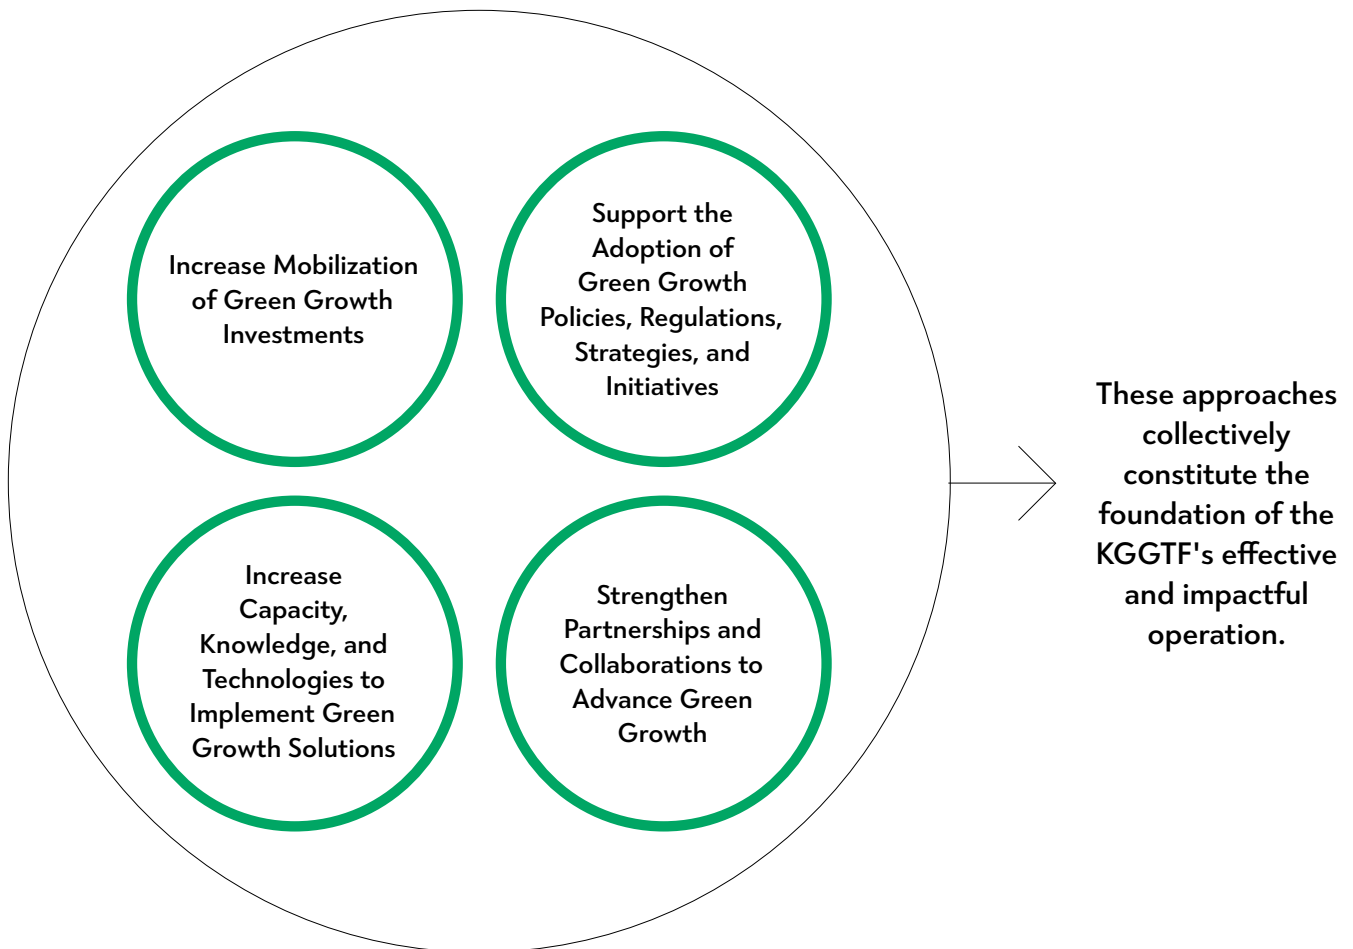 Increase Mobilization
of Green Growth
Investments
Support the
Adoption of
Green Growth
Policies, Regulations,
Strategies, and
Initiatives
Increase
Capacity,
Knowledge, and
Technologies to
Implement Green
Growth Solutions
Strengthen
Partnerships and
Collaborations to
Advance Green
Growth
These approaches
collectively
constitute the
foundation of the
KGGTF's effective
and impactful
operation.